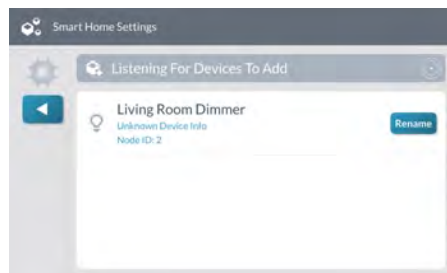 Smart Home Settings
Listening For Devices To Add
Living Room Dimmer
Unknown Device Info
Node ID: 2
Rename